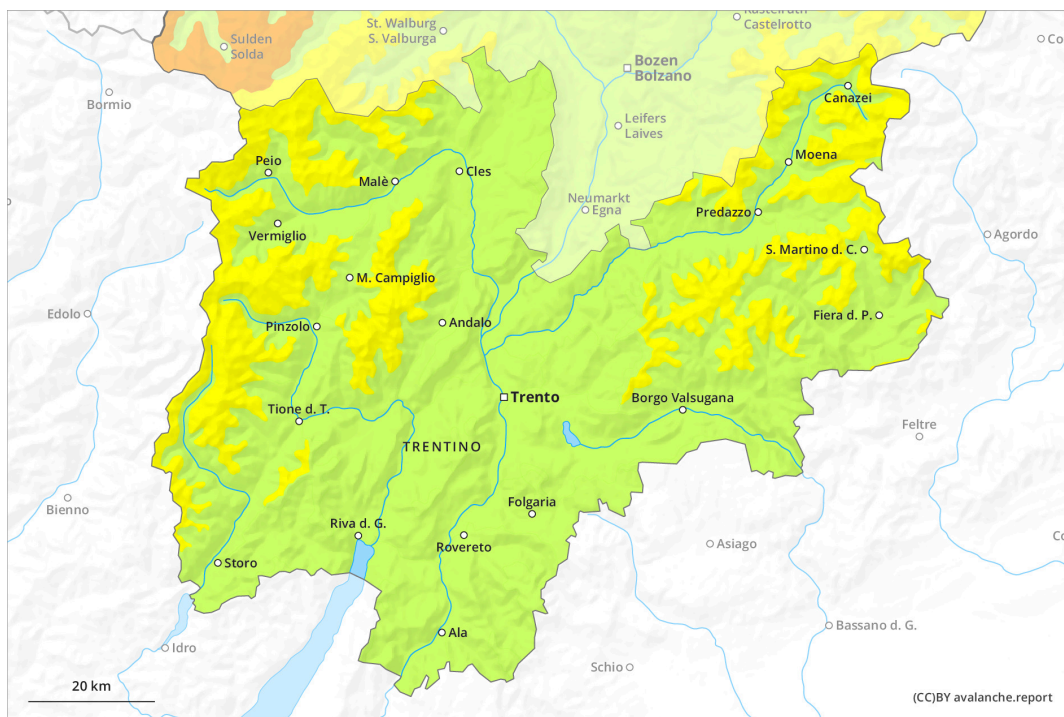 Kastelruth
Castelrotto
St. Walburg
S. Valburga
Sulden
Solda
Bozen
Bolzano
Bormio
Canazei
Leifers
Laives
Moena
Peio
Malè
Cles
Neumarkt
Egna
Predazzo
Vermiglio
Agordo
S. Martino d. C.
M. Campiglio
Edolo
Pinzolo
Andalo
Fiera d. P.
Trento
Borgo Valsugana
Tione d. T.
Feltre
TRENTINO
Bienno
Folgaria
Riva d. G.
Rovereto
Asiago
Storo
Bassano d. G.
Ala
Idro
Schio
20 km
(CC)BY avalanche.report